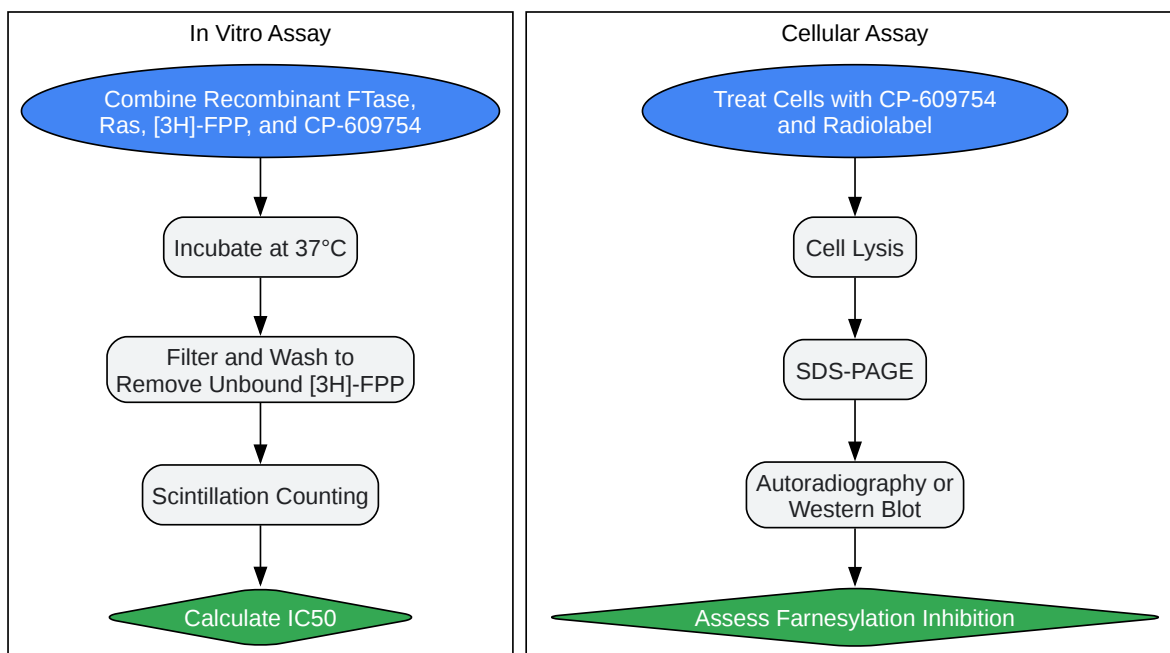 In Vitro Assay
Combine Recombinant FTase,
Ras, [3H]-FPP, and CP-609754
Incubate at 37°C
Filter and Wash to
Remove Unbound [3H]-FPP
Scintillation Counting
Calculate IC50
Cellular Assay
Treat Cells with CP-609754
and Radiolabel
Cell Lysis
SDS-PAGE
Autoradiography or
Western Blot
Assess Farnesylation Inhibition